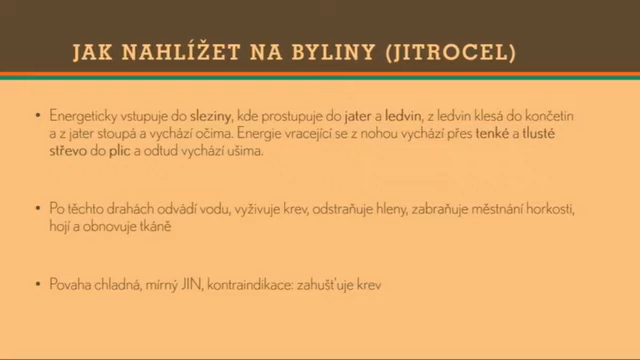 JAK NAHLÍŽET NA BYLINY (JITROCEL)
• Energeticky vstupuje do sleziny, kde prostupuje do jater a ledvin, z ledvin klesá do končetin
a z jater stoupá a vychází očima. Energie vracející se z nohou vychází přes tenké a tlusté
střevo do plic a odtud vychází ušima.
• Po těchto drahách odvádí vodu, vyživuje krev, odstraňuje hleny, zabraňuje městnání horkosti,
hojí a obnovuje tkáně
• Povaha chladná, mírný JIN, kontraindikace: zahušťuje krev